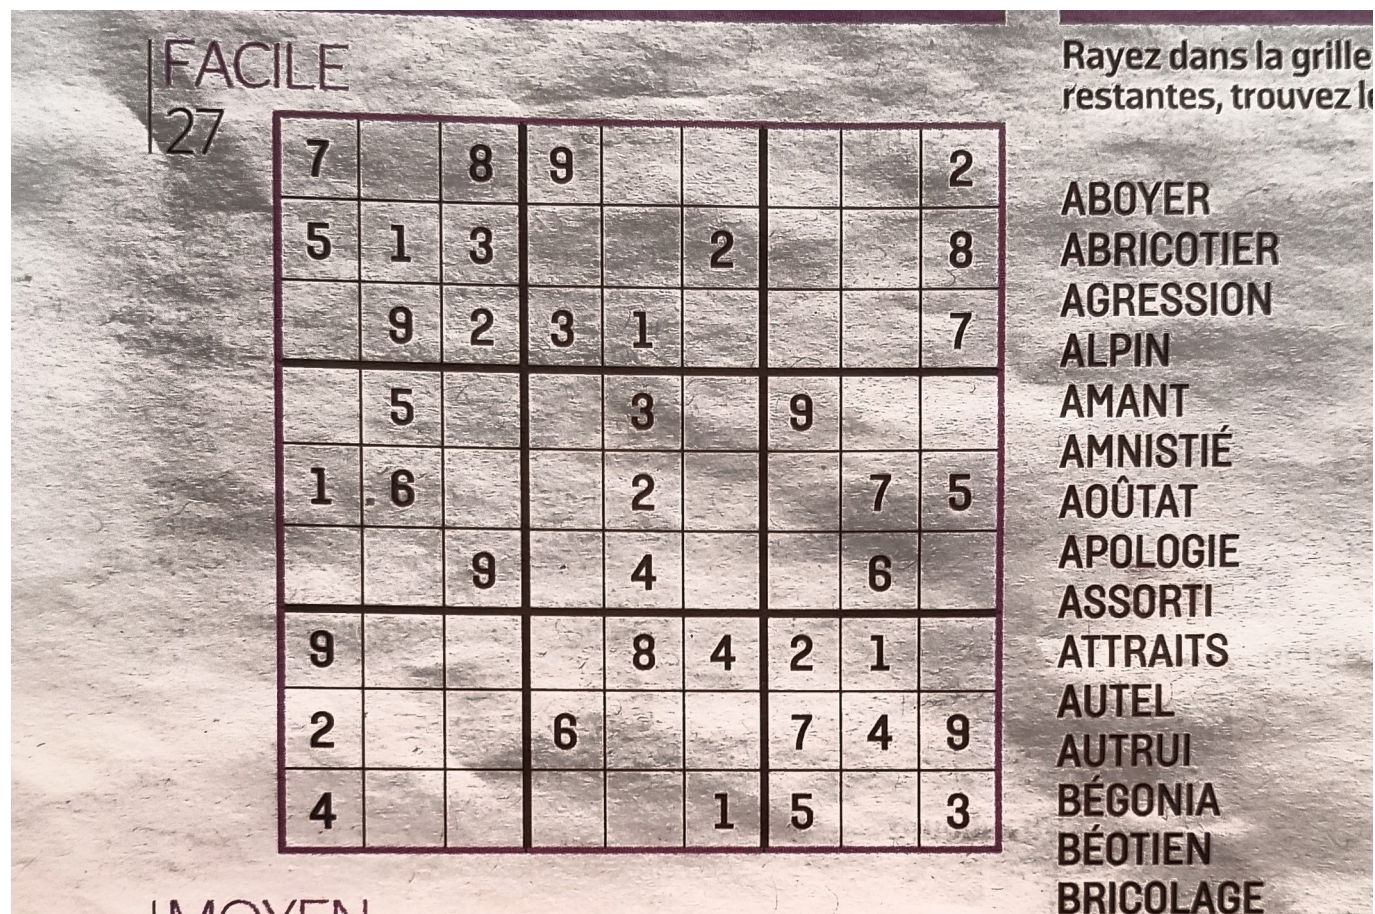 FACILE
27
7 8 9 2
5 1 3 2 8
9 2 3 1 7
5 3 9
1 6 2 7 5
9 4 6
9 8 4 2 1
2 6 7 4 9
4 1 5 3
MOYEN
Rayez dans la grille
restantes, trouvez
ABOYER
ABRICOTIER
AGRESSION
ALPIN
AMANT
AMNISTIÉ
AOÛTAT
APOLOGIE
ASSORTI
ATTRAITS
AUTEL
AUTRUI
BÉGONIA
BÉOTIEN
BRICOLAGE